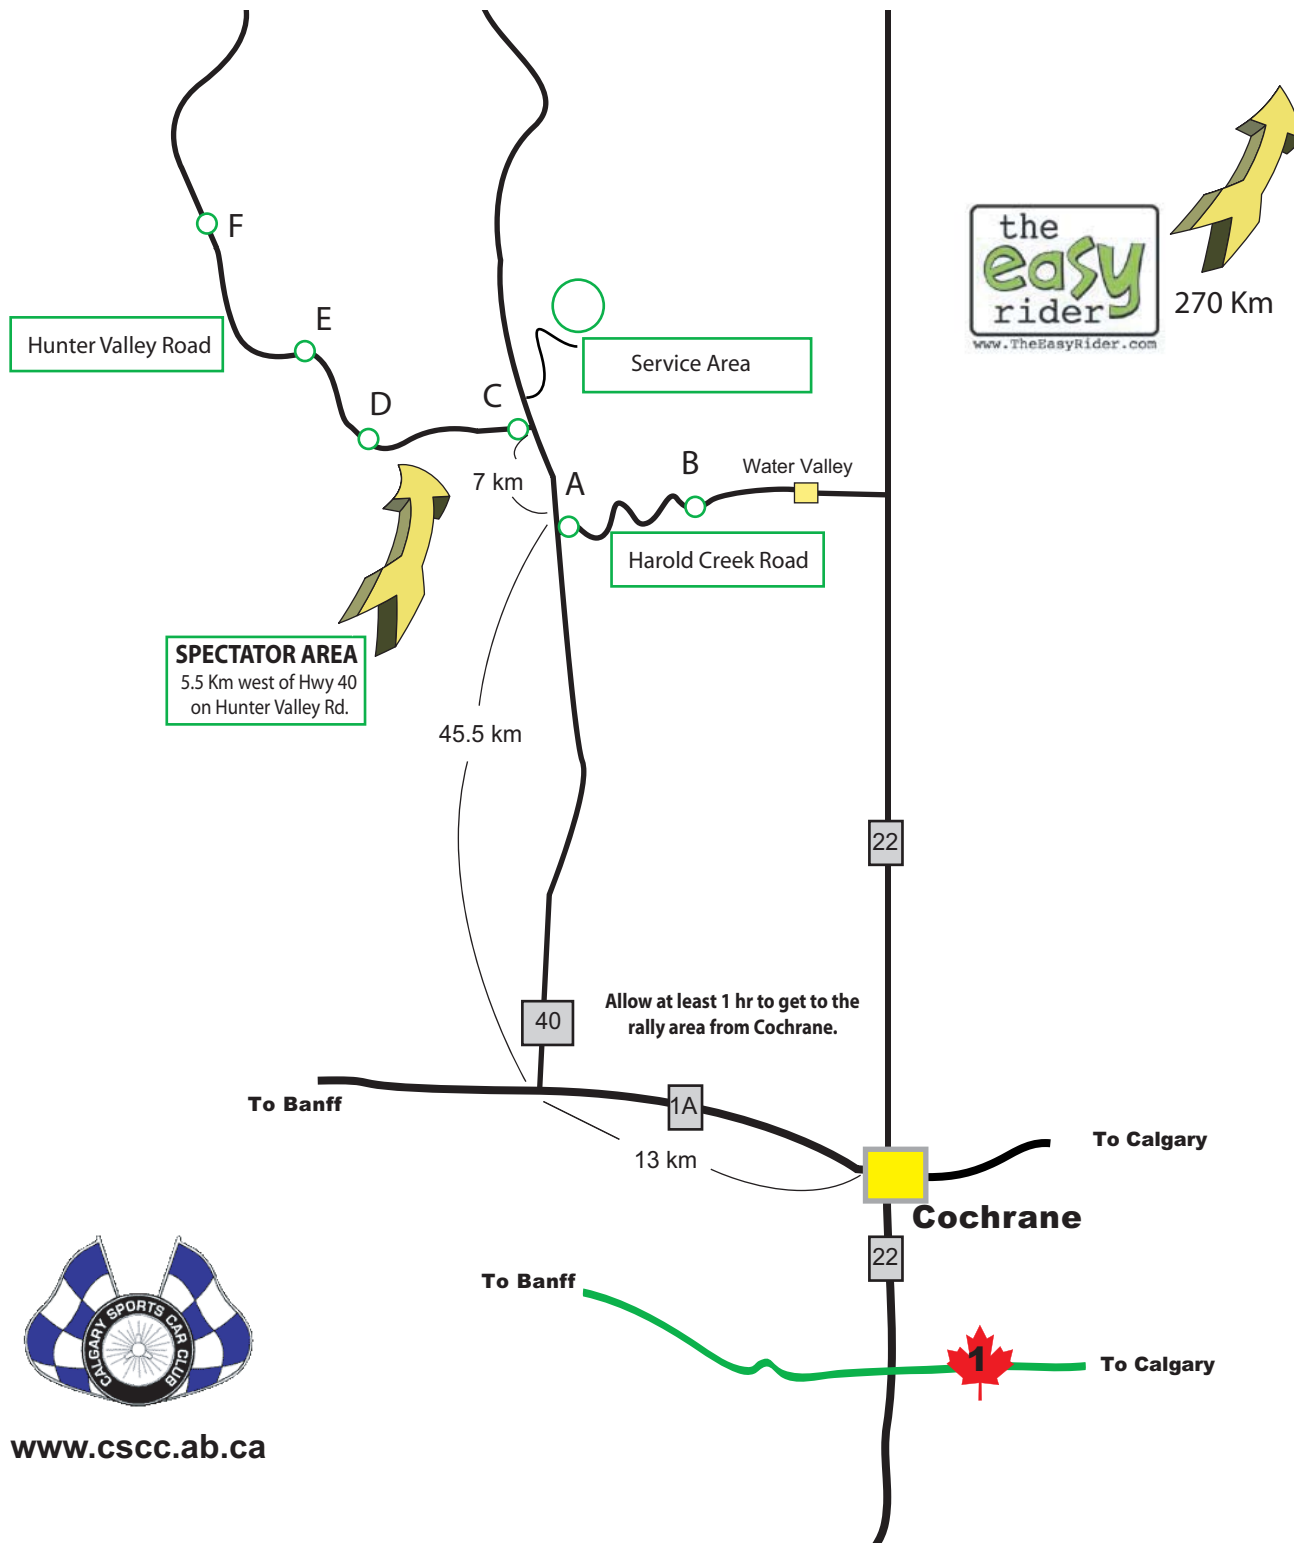 F
the
easy
rider
www.TheEasyRider.com
270 Km
E
Hunter Valley Road
Service Area
D
C
7 km
A
B
Water Valley
Harold Creek Road
SPECTATOR AREA
5.5 Km west of Hwy 40
on Hunter Valley Rd.
45.5 km
22
Allow at least 1 hr to get to the
rally area from Cochrane.
40
To Banff
1A
13 km
To Calgary
Cochrane
22
To Banff
1
To Calgary
CALGARY SPORTS CAR CLUB
www.cscc.ab.ca